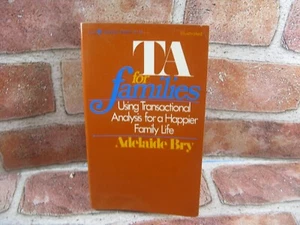 TA
for
families
Using Transactional
Analysis for a Happier
Family Life
Adelaide Bry